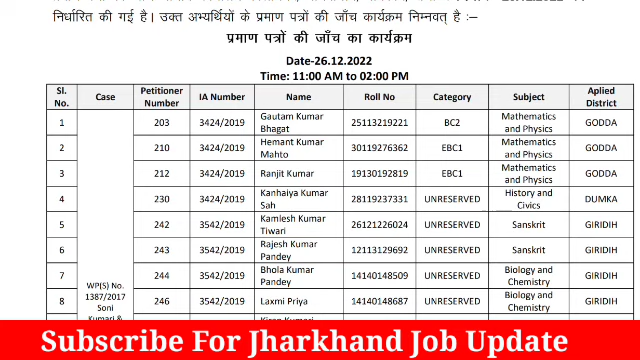 निर्धारित की गई है। उक्त अभ्यर्थियों के प्रमाण पत्रों की जाँच कार्यक्रम निम्नवत् है :–
प्रमाण पत्रों की जाँच का कार्यक्रम
Date-26.12.2022
Time: 11:00 AM to 02:00 PM
Sl. No. Case Petitioner Number IA Number Name Roll No Category Subject Aplied District
1 203 3424/2019 Gautam Kumar Bhagat 25113219221 BC2 Mathematics and Physics GODDA
2 210 3424/2019 Hemant Kumar Mahto 30119276362 EBC1 Mathematics and Physics GODDA
3 212 3424/2019 Ranjit Kumar 19130192819 EBC1 Mathematics and Physics GODDA
4 230 3424/2019 Kanhaiya Kumar Sah 28119237331 UNRESERVED History and Civics DUMKA
5 242 3542/2019 Kamlesh Kumar Tiwari 26121226024 UNRESERVED Sanskrit GIRIDIH
6 243 3542/2019 Rajesh Kumar Pandey 12113129692 UNRESERVED Sanskrit GIRIDIH
7 244 3542/2019 Bhola Kumar Pandey 14140148509 UNRESERVED Biology and Chemistry GIRIDIH
8 246 3542/2019 Laxmi Priya 14140148687 UNRESERVED Biology and Chemistry GIRIDIH
WP(S) No.
1387/2017
Soni
Kumari &
Subscribe For Jharkhand Job Update